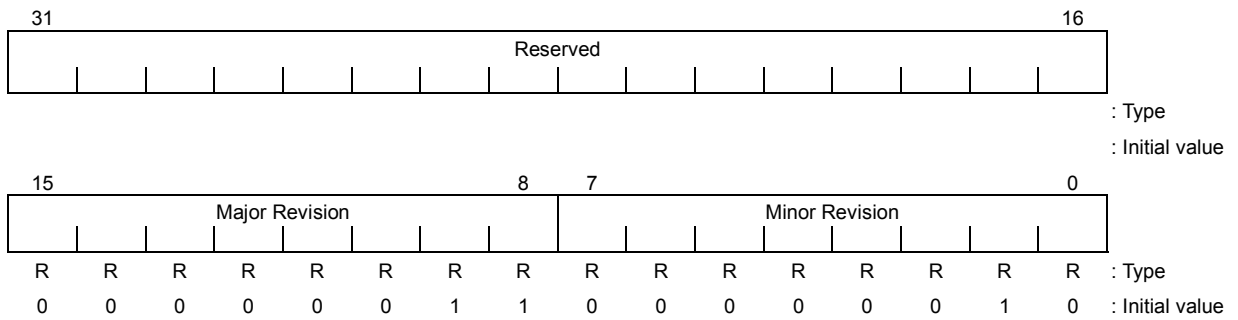 31 16
Reserved
: Type
: Initial value
15 8 7 0
Major Revision Minor Revision
R R R R R R R R R R R R R R R R : Type
0 0 0 0 0 0 1 1 0 0 0 0 0 0 1 0 : Initial value